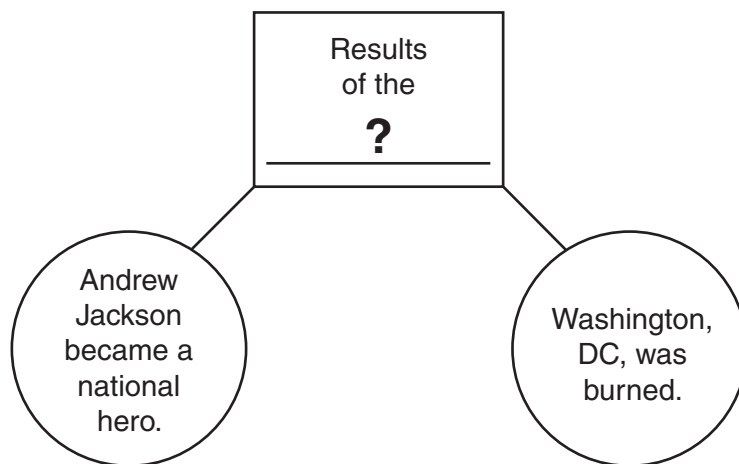 Results
of the
?
Andrew
Jackson
became a
national
hero.
Washington,
DC, was
burned.